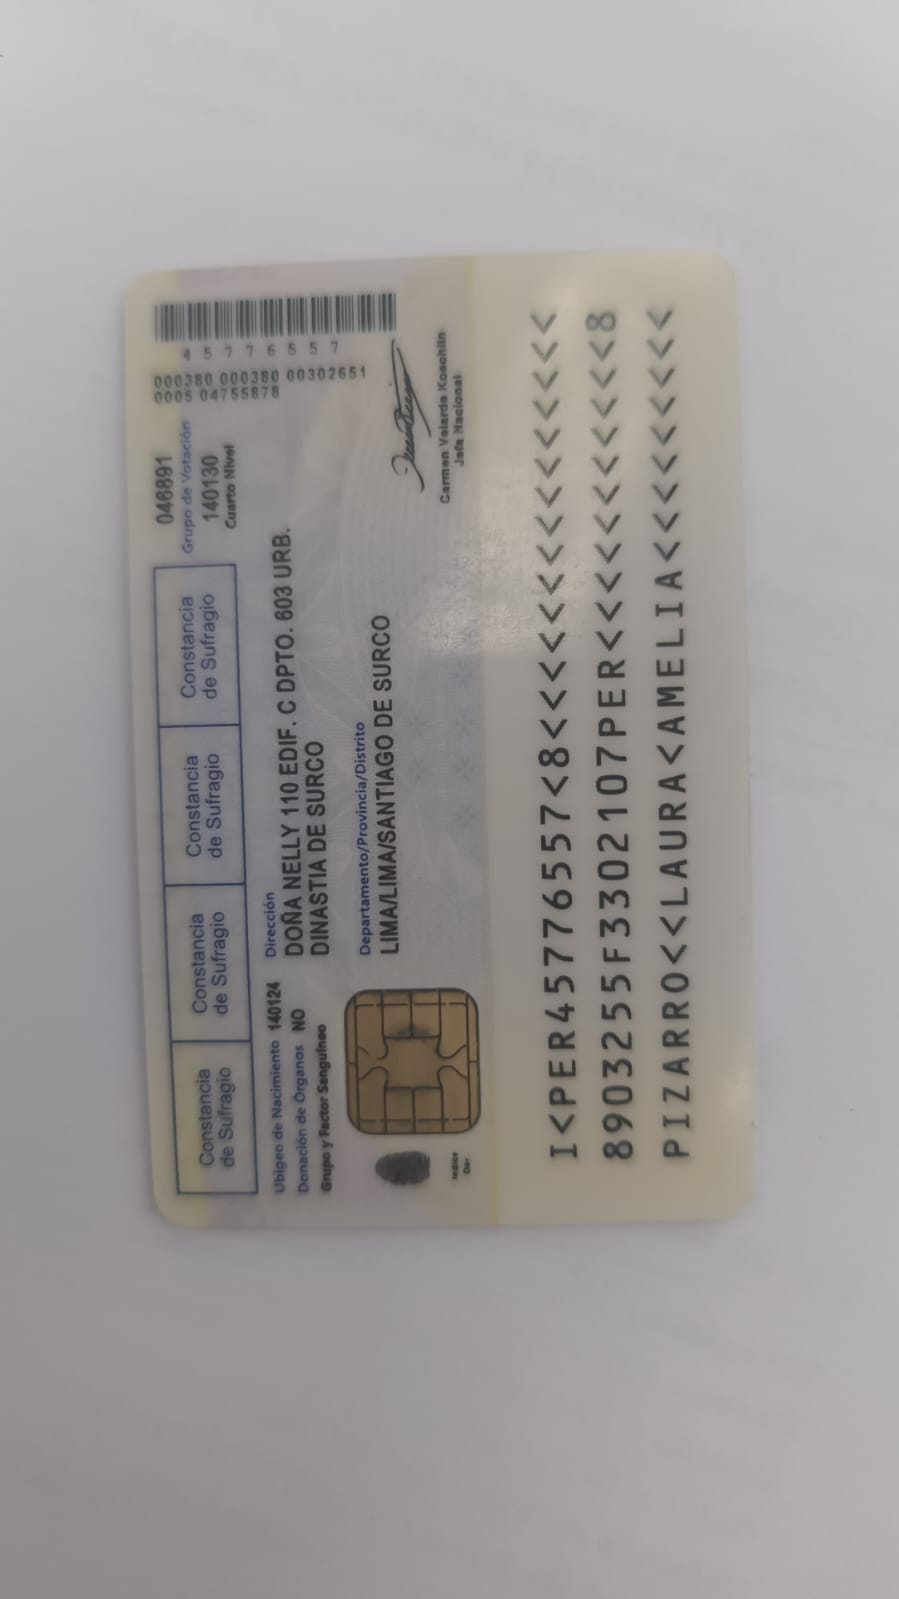 Constancia de Sufragio
Constancia de Sufragio
Constancia de Sufragio
Constancia de Sufragio
046891
Grupo de Votación
140130
Cuarto Nivel
45776557
000380 000380 00302651
0005 04755878
Ubigeo de Nacimiento 140124
Donación de Órganos NO
Grupo y Factor Sanguíneo
Dirección
DOÑA NELLY 110 EDIF. C DPTO. 603 URB.
DINASTIA DE SURCO
Departamento/Provincia/Distrito
LIMA/LIMA/SANTIAGO DE SURCO
Indice
Der.
Carmen Velarde Koechlin
Jefa Nacional
I<PER45776557<8<<<<<<<<<<<<<<<
8903255F3302107PER<<<<<<<<<<<8
PIZARRO<<LAURA<AMELIA<<<<<<<<<